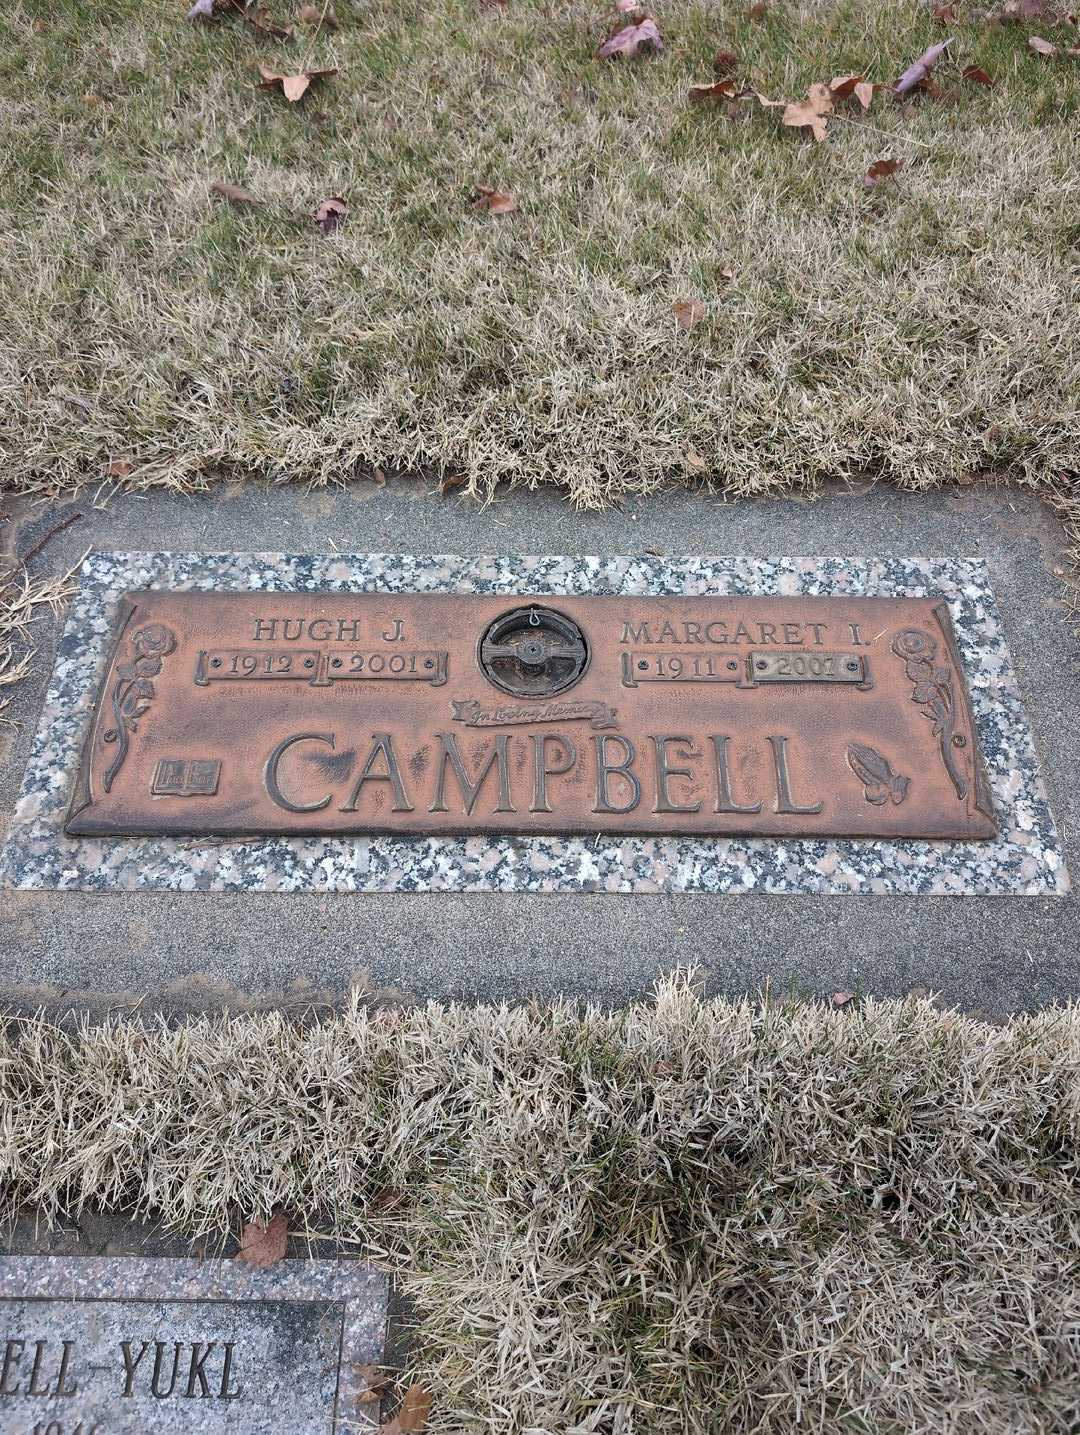 HUGH J.
1912 2001
MARGARET I.
1911 2007
In Loving Memory
CAMPBELL
ELL-YUKL